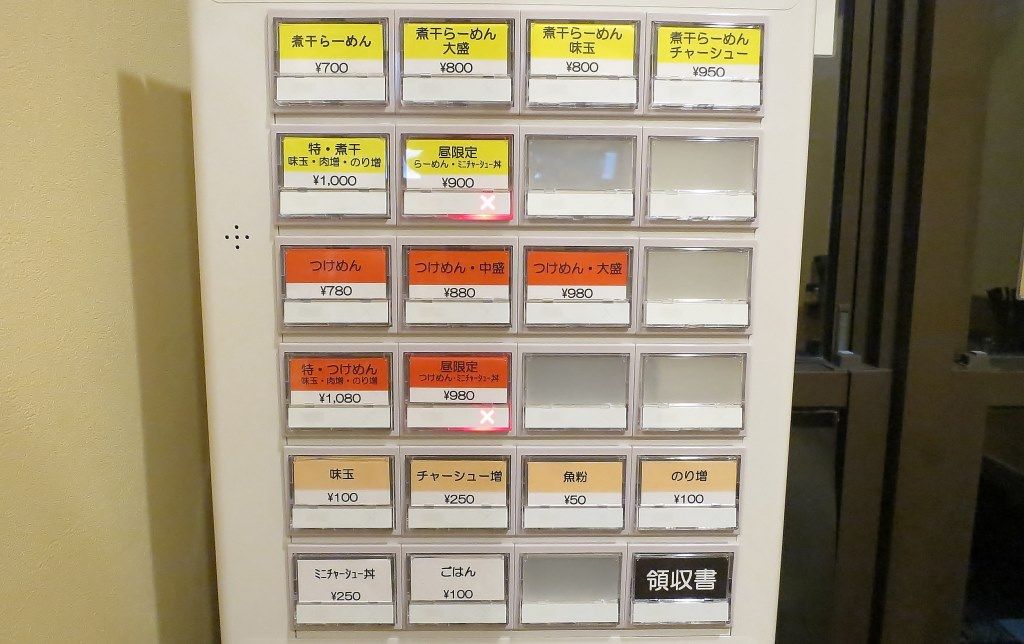 煮干らーめん
¥700
煮干らーめん
大盛
¥800
煮干らーめん
味玉
¥800
煮干らーめん
チャーシュー
¥950
特・煮干
味玉・肉増・のり増
¥1,000
昼限定
らーめん・ミニチャーシュー丼
¥900
×
つけめん
¥780
つけめん・中盛
¥880
つけめん・大盛
¥980
特・つけめん
味玉・肉増・のり増
¥1,080
昼限定
つけめん・ミニチャーシュー丼
¥980
×
味玉
¥100
チャーシュー増
¥250
魚粉
¥50
のり増
¥100
ミニチャーシュー丼
¥250
ごはん
¥100
領収書